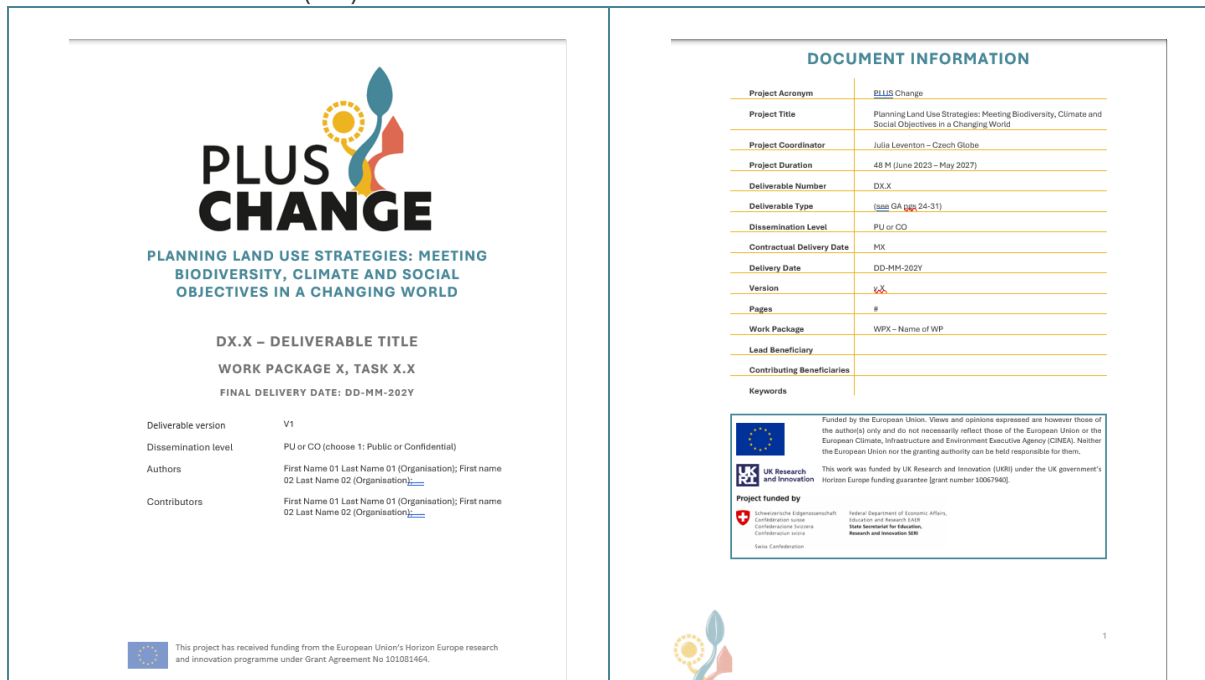 PLUS
CHANGE
PLANNING LAND USE STRATEGIES: MEETING
BIODIVERSITY, CLIMATE AND SOCIAL
OBJECTIVES IN A CHANGING WORLD
DX.X – DELIVERABLE TITLE
WORK PACKAGE X, TASK X.X
FINAL DELIVERY DATE: DD-MM-202Y
Deliverable version V1
Dissemination level PU or CO (choose 1: Public or Confidential)
Authors First Name 01 Last Name 01 (Organisation); First name
02 Last Name 02 (Organisation);
Contributors First Name 01 Last Name 01 (Organisation); First name
02 Last Name 02 (Organisation);
This project has received funding from the European Union's Horizon Europe research
and innovation programme under Grant Agreement No 101081464.
DOCUMENT INFORMATION
Project Acronym PLUS Change
Project Title Planning Land Use Strategies: Meeting Biodiversity, Climate and
Social Objectives in a Changing World
Project Coordinator Julia Leventon – Czech Globe
Project Duration 48 M (June 2023 – May 2027)
Deliverable Number DX.X
Deliverable Type (see GA pgs 24-31)
Dissemination Level PU or CO
Contractual Delivery Date MX
Delivery Date DD-MM-202Y
Version v.X
Pages #
Work Package WPX – Name of WP
Lead Beneficiary
Contributing Beneficiaries
Keywords
Funded by the European Union. Views and opinions expressed are however those of
the author(s) only and do not necessarily reflect those of the European Union or the
European Climate, Infrastructure and Environment Executive Agency (CINEA). Neither
the European Union nor the granting authority can be held responsible for them.
UK
RI
UK Research
and Innovation
This work was funded by UK Research and Innovation (UKRI) under the UK government's
Horizon Europe funding guarantee [grant number 10067940].
Project funded by
Schweizerische Eidgenossenschaft
Confédération suisse
Confederazione Svizzera
Confederaziun svizra
Swiss Confederation
Federal Department of Economic Affairs,
Education and Research EAER
State Secretariat for Education,
Research and Innovation SERI
1